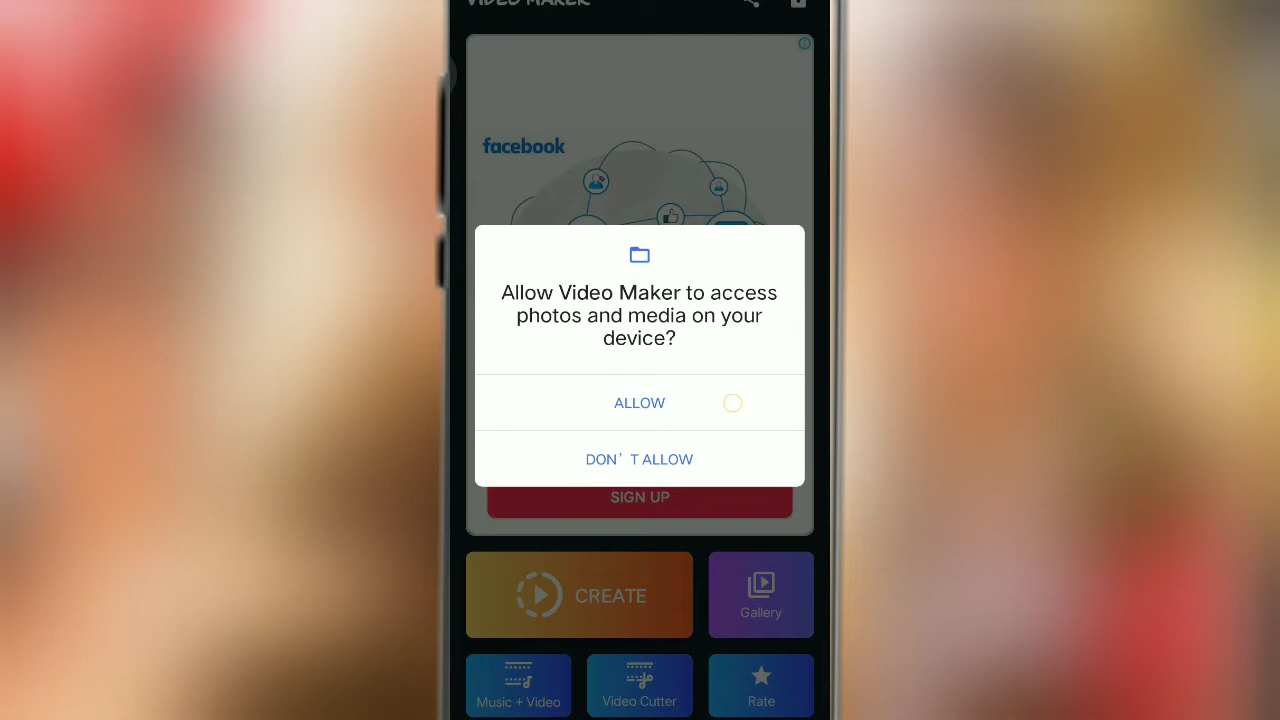 VIDEO MAKER
facebook
Allow Video Maker to access
photos and media on your
device?
ALLOW
DON' T ALLOW
SIGN UP
CREATE
Gallery
Music + Video
Video Cutter
Rate